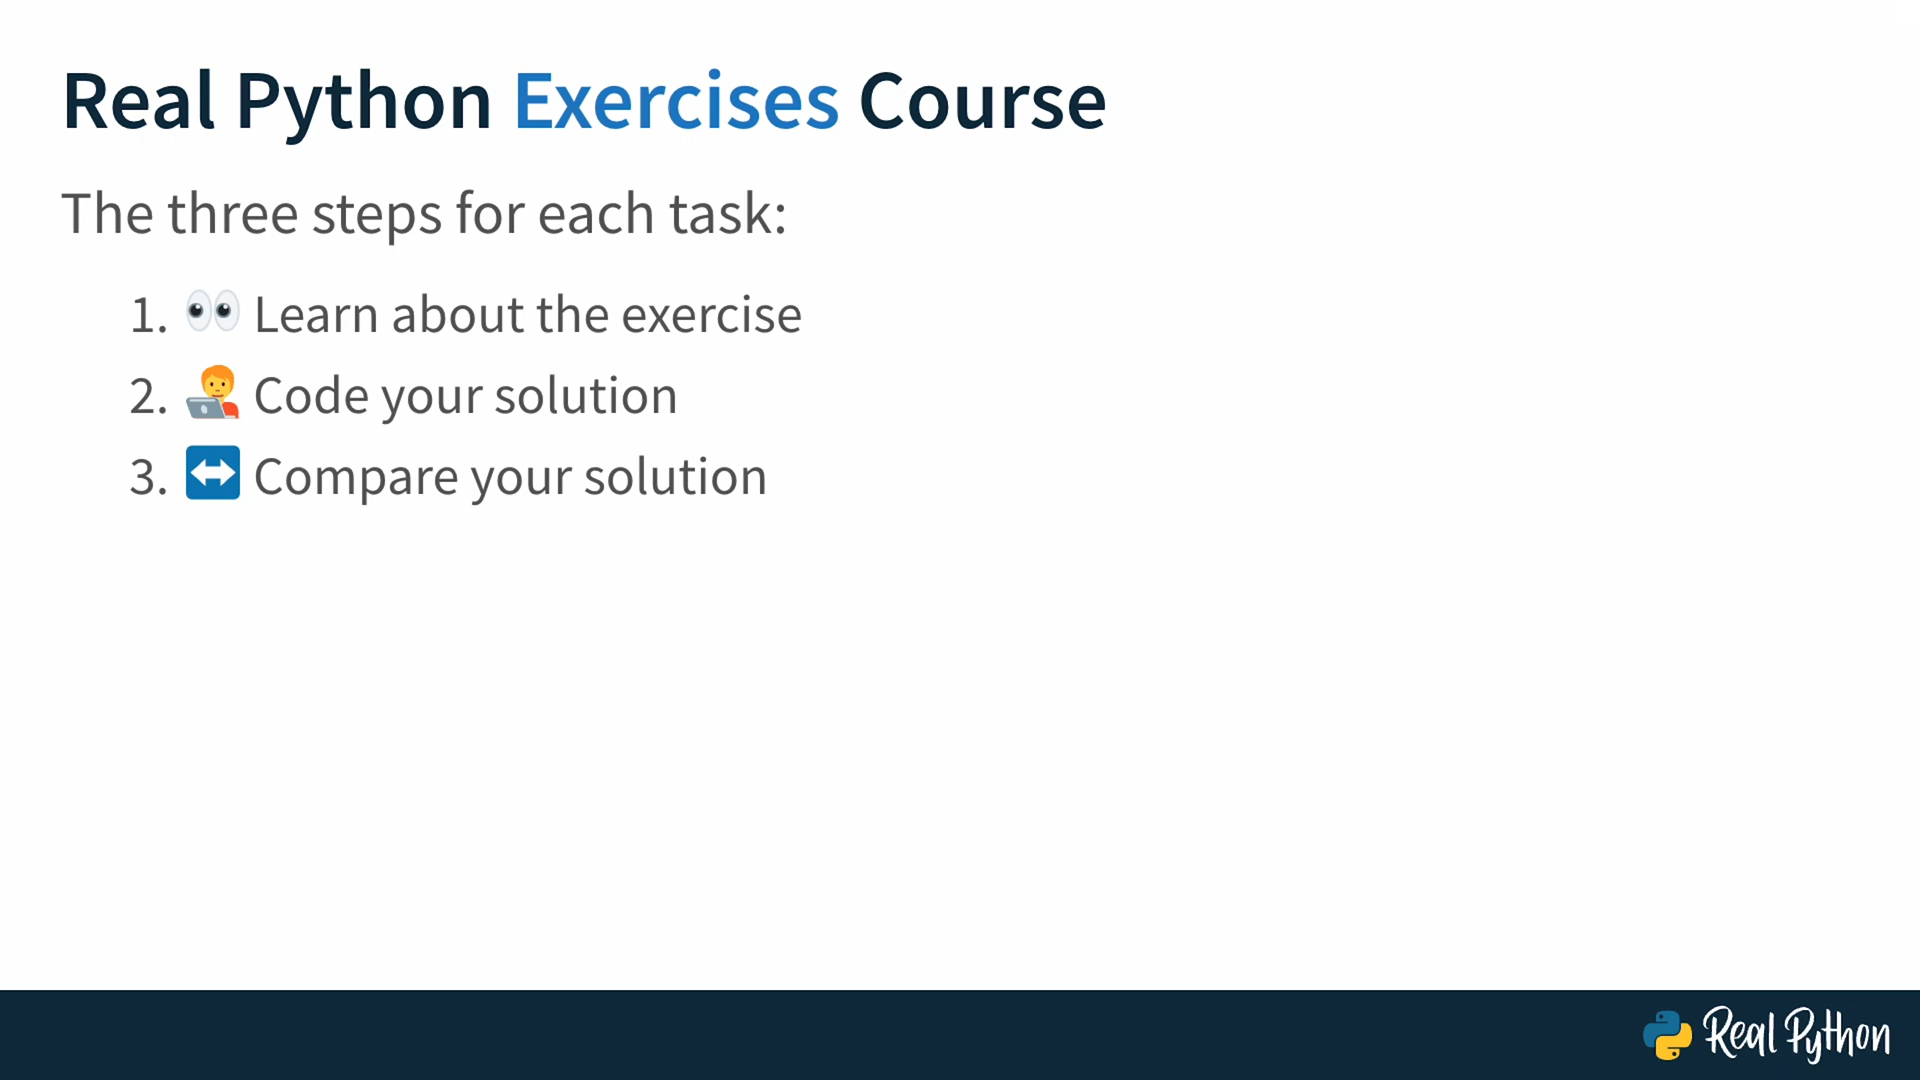 Real Python Exercises Course
The three steps for each task:
1. 👀 Learn about the exercise
2. 🧑‍💻 Code your solution
3. ↔️ Compare your solution
Real Python